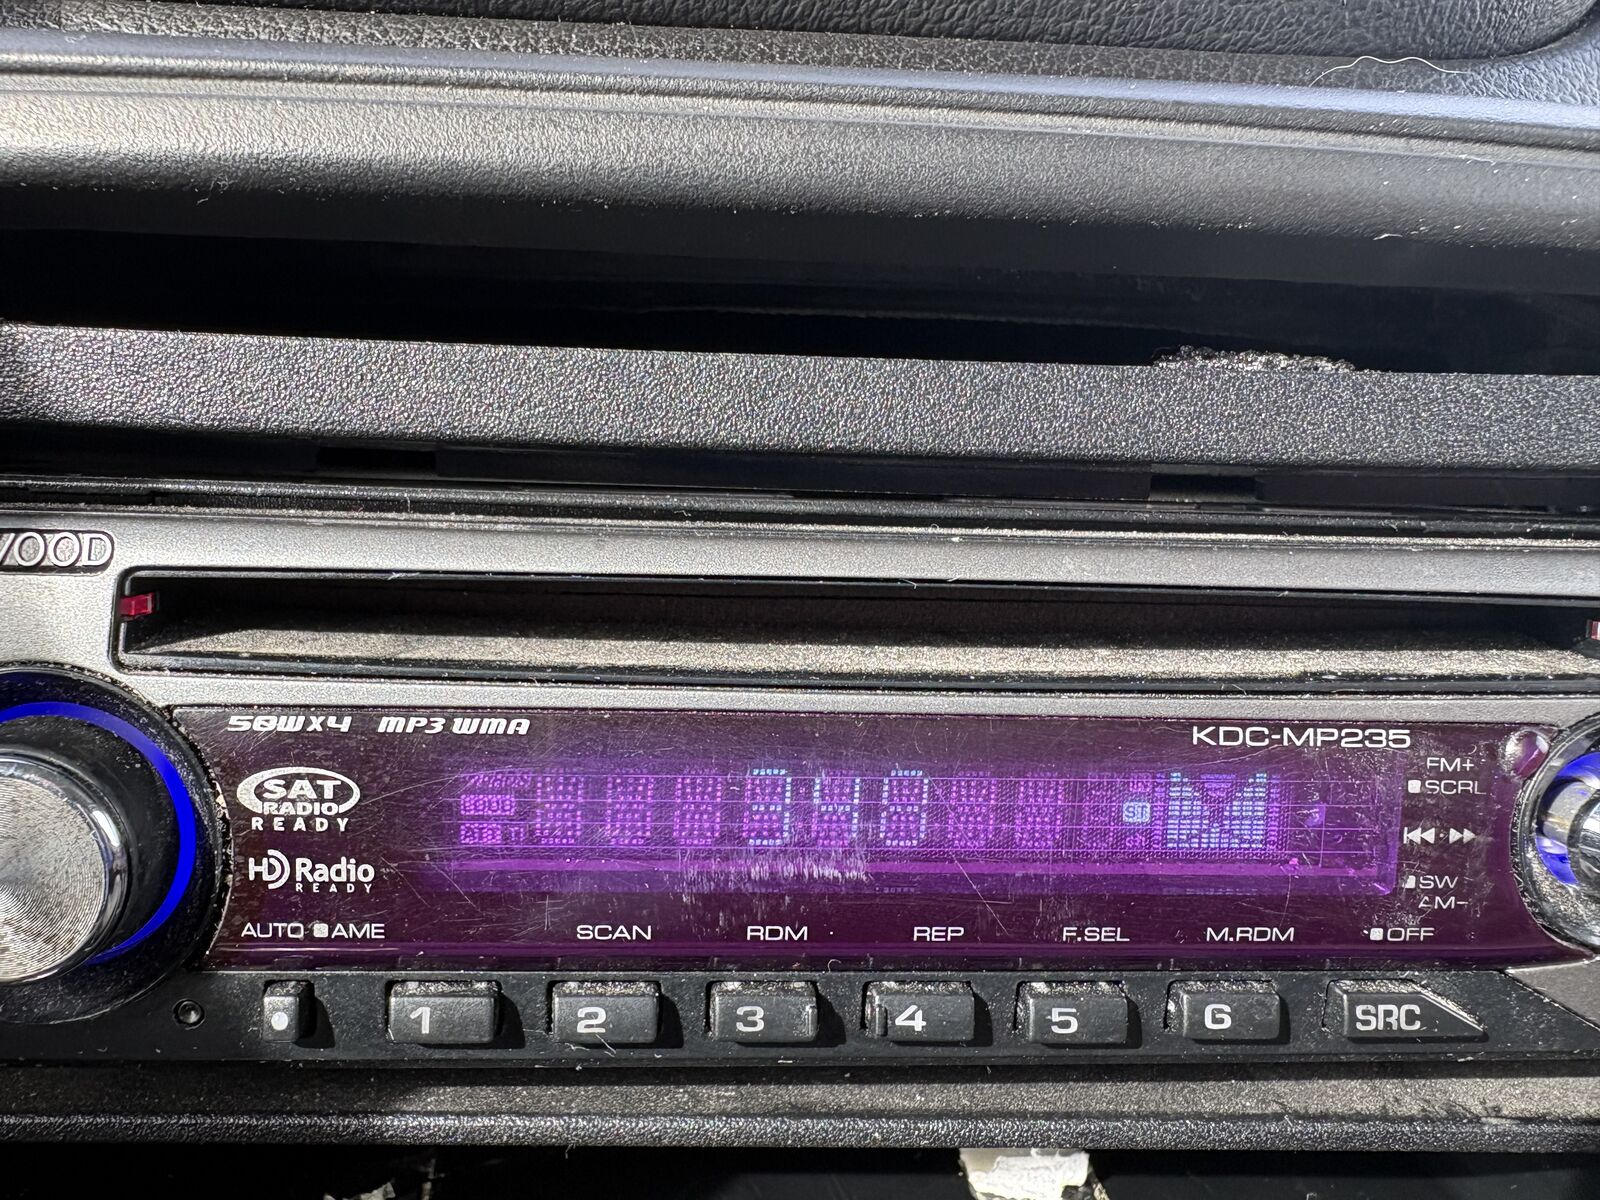 WOOD
50WX4 MP3 WMA
KDC-MP235
SAT
RADIO
READY
HD Radio
READY
FM+
SCRL
SW
AM-
AUTO AME SCAN RDM REP F.SEL M.RDM OFF
1 2 3 4 5 6 SRC